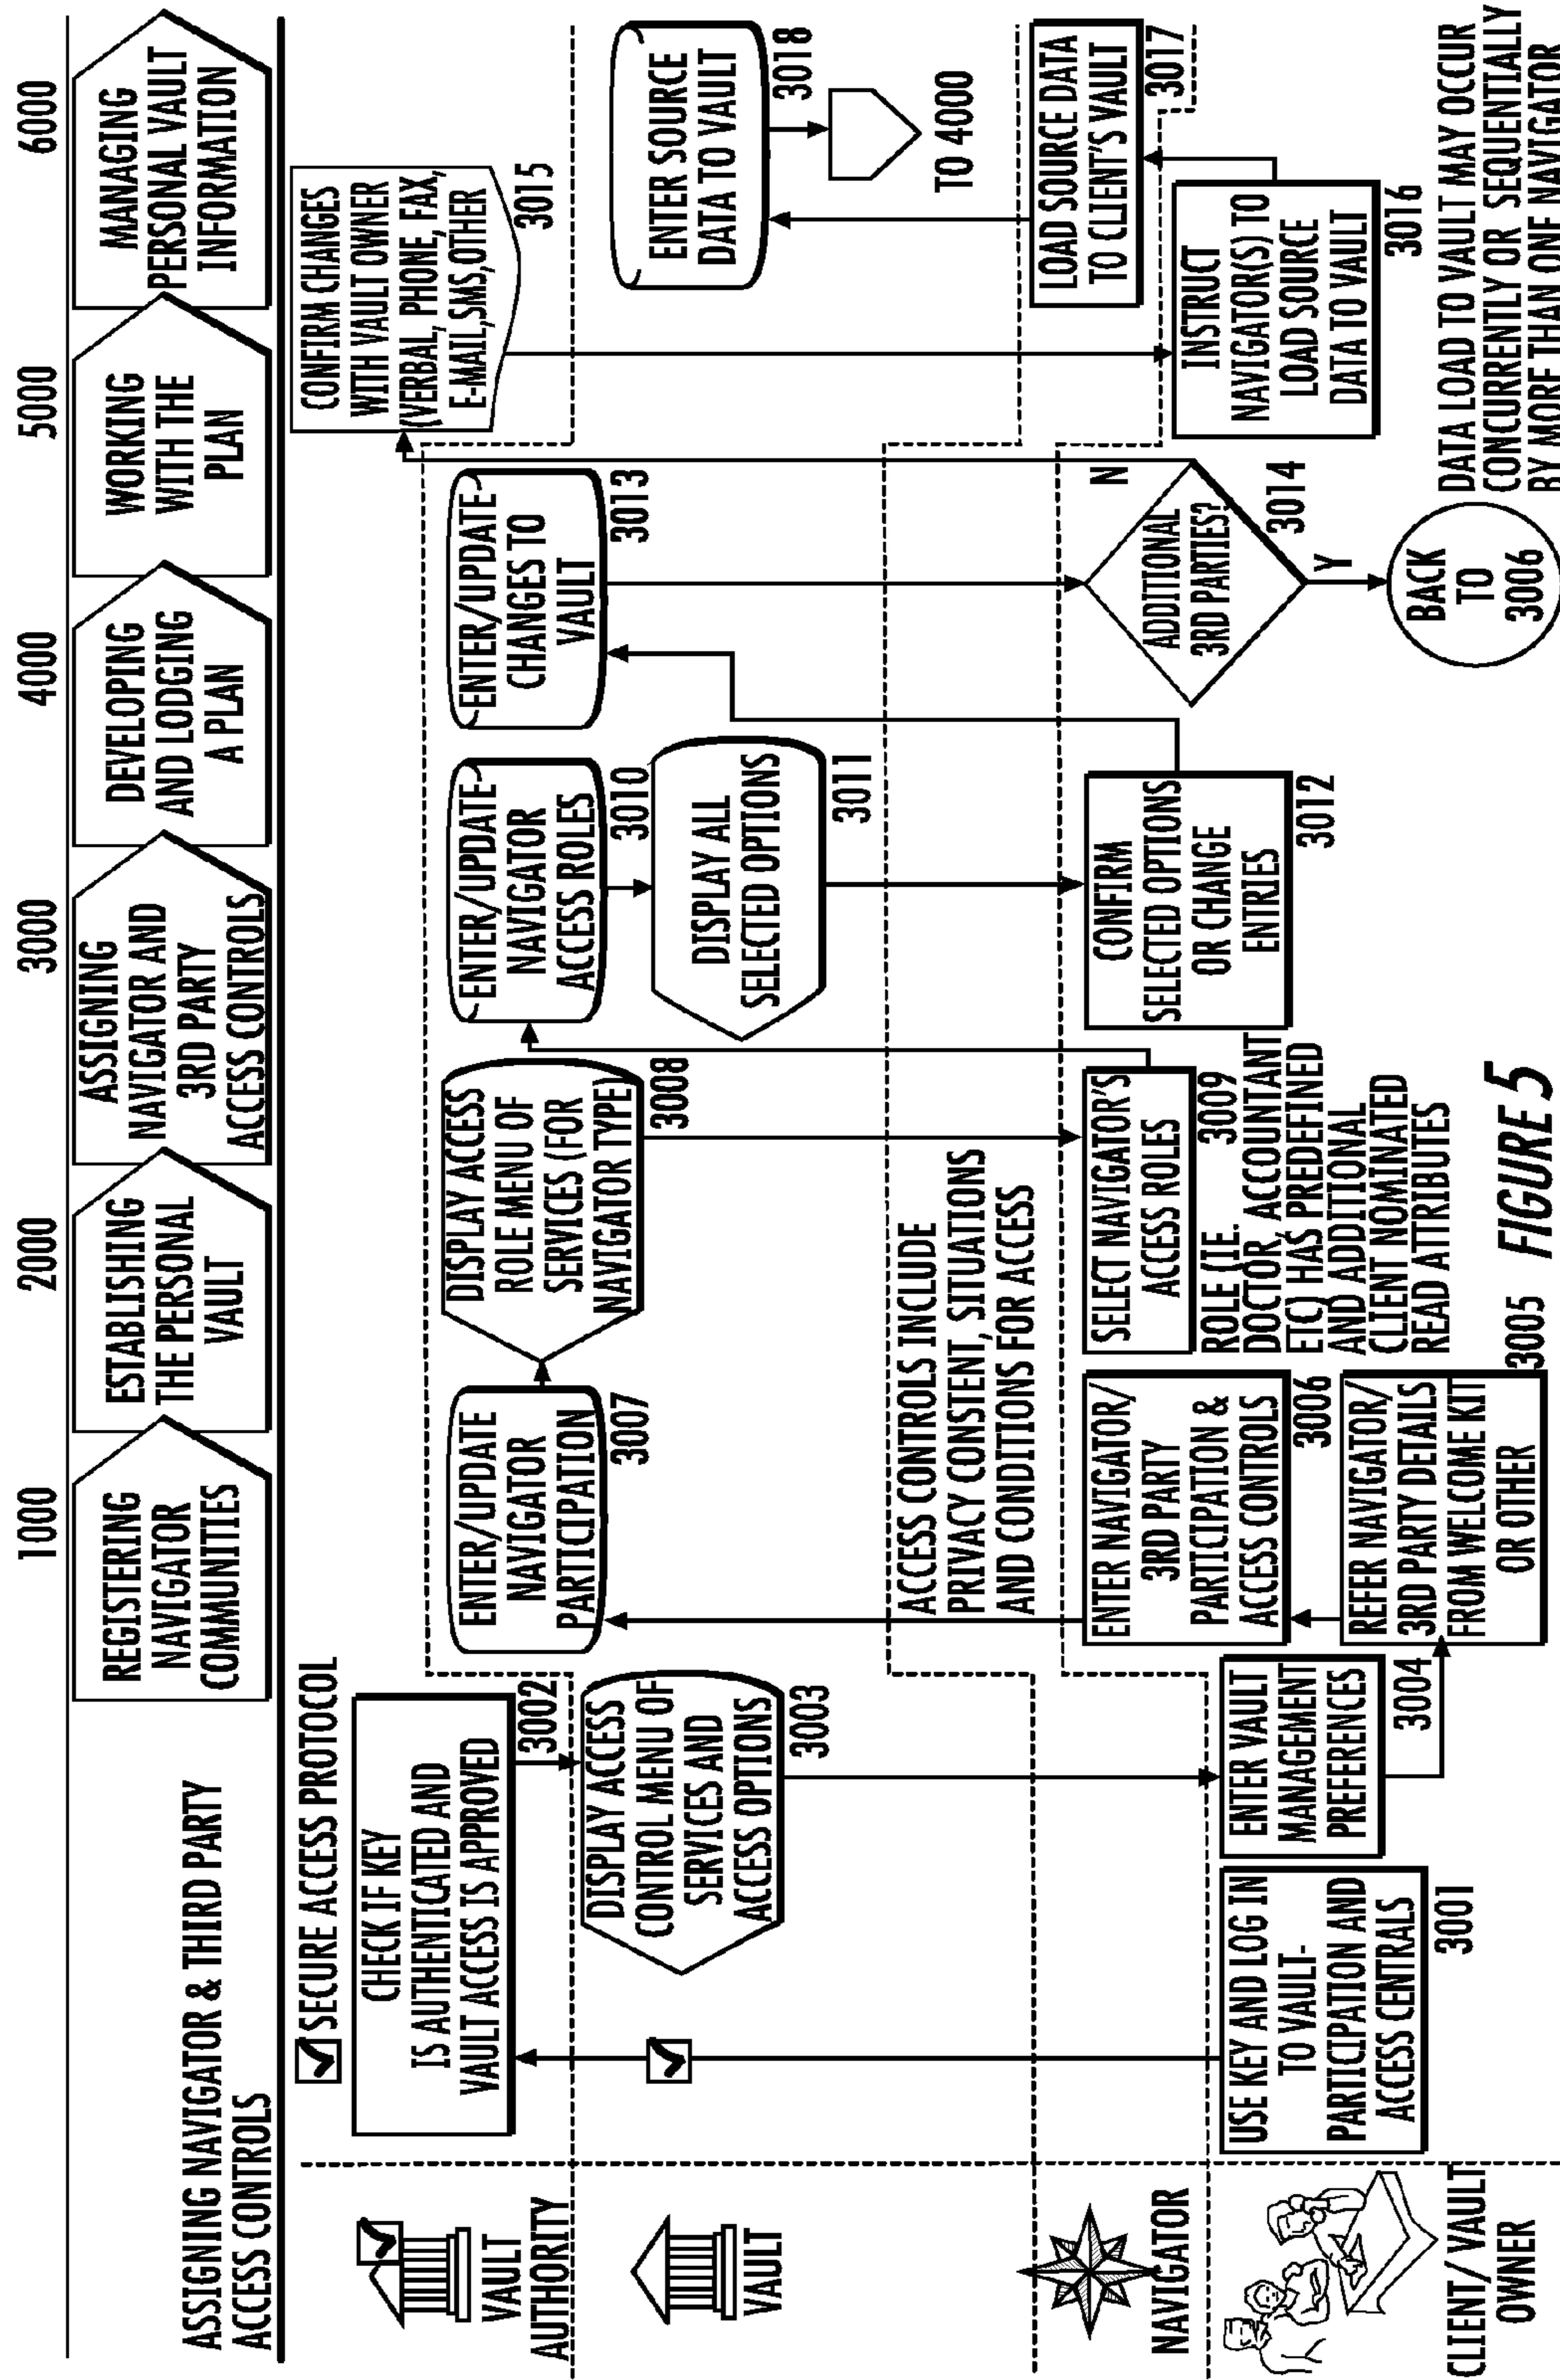 1000
2000
3000
4000
5000
6000
REGISTERING
NAVIGATOR
COMMUNITIES
ESTABLISHING
THE PERSONAL
VAULT
ASSIGNING
NAVIGATOR AND
3RD PARTY
ACCESS CONTROLS
DEVELOPING
AND LODGING
A PLAN
WORKING
WITH THE
PLAN
MANAGING
PERSONAL VAULT
INFORMATION
ASSIGNING NAVIGATOR & THIRD PARTY
ACCESS CONTROLS
VAULT
AUTHORITY
VAULT
NAVIGATOR
CLIENT/VAULT
OWNER
SECURE ACCESS PROTOCOL
CHECK IF KEY
IS AUTHENTICATED AND
VAULT ACCESS IS APPROVED
3002
DISPLAY ACCESS
CONTROL MENU OF
SERVICES AND
ACCESS OPTIONS
3003
USE KEY AND LOG IN
TO VAULT-
PARTICIPATION AND
ACCESS CENTRALS
3001
ENTER VAULT
MANAGEMENT
PREFERENCES
3004
REFER NAVIGATOR/
3RD PARTY DETAILS
FROM WELCOME KIT
OR OTHER
3005
ENTER NAVIGATOR/
3RD PARTY
PARTICIPATION &
ACCESS CONTROLS
3006
ENTER/UPDATE
NAVIGATOR
PARTICIPATION
3007
ACCESS CONTROLS INCLUDE
PRIVACY CONSTENT, SITUATIONS
AND CONDITIONS FOR ACCESS
DISPLAY ACCESS
ROLE MENU OF
SERVICES (FOR
NAVIGATOR TYPE)
3008
SELECT NAVIGATOR'S
ACCESS ROLES
3009
ROLE (IE.
DOCTOR, ACCOUNTANT
ETC) HAS PREDEFINED
AND ADDITIONAL
CLIENT NOMINATED
READ ATTRIBUTES
ENTER/UPDATE
NAVIGATOR
ACCESS ROLES
3010
DISPLAY ALL
SELECTED OPTIONS
3011
CONFIRM
SELECTED OPTIONS
OR CHANGE
ENTRIES
3012
ENTER/UPDATE
CHANGES TO
VAULT
3013
ADDITIONAL
3RD PARTIES?
3014
N
Y
BACK
TO
3006
CONFIRM CHANGES
WITH VAULT OWNER
(VERBAL, PHONE, FAX,
E-MAIL,SMS,OTHER
3015
INSTRUCT
NAVIGATOR(S) TO
LOAD SOURCE
DATA TO VAULT
3016
LOAD SOURCE DATA
TO CLIENT'S VAULT
3017
ENTER SOURCE
DATA TO VAULT
3018
TO 4000
DATA LOAD TO VAULT MAY OCCUR
CONCURRENTLY OR SEQUENTIALLY
BY MORE THAN ONE NAVIGATOR
FIGURE 5